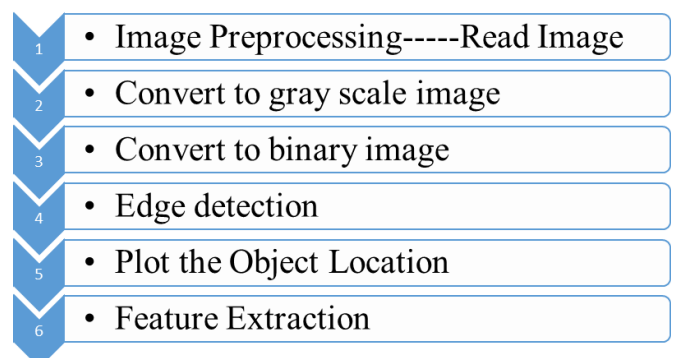 1 • Image Preprocessing-----Read Image
2 • Convert to gray scale image
3 • Convert to binary image
4 • Edge detection
5 • Plot the Object Location
6 • Feature Extraction